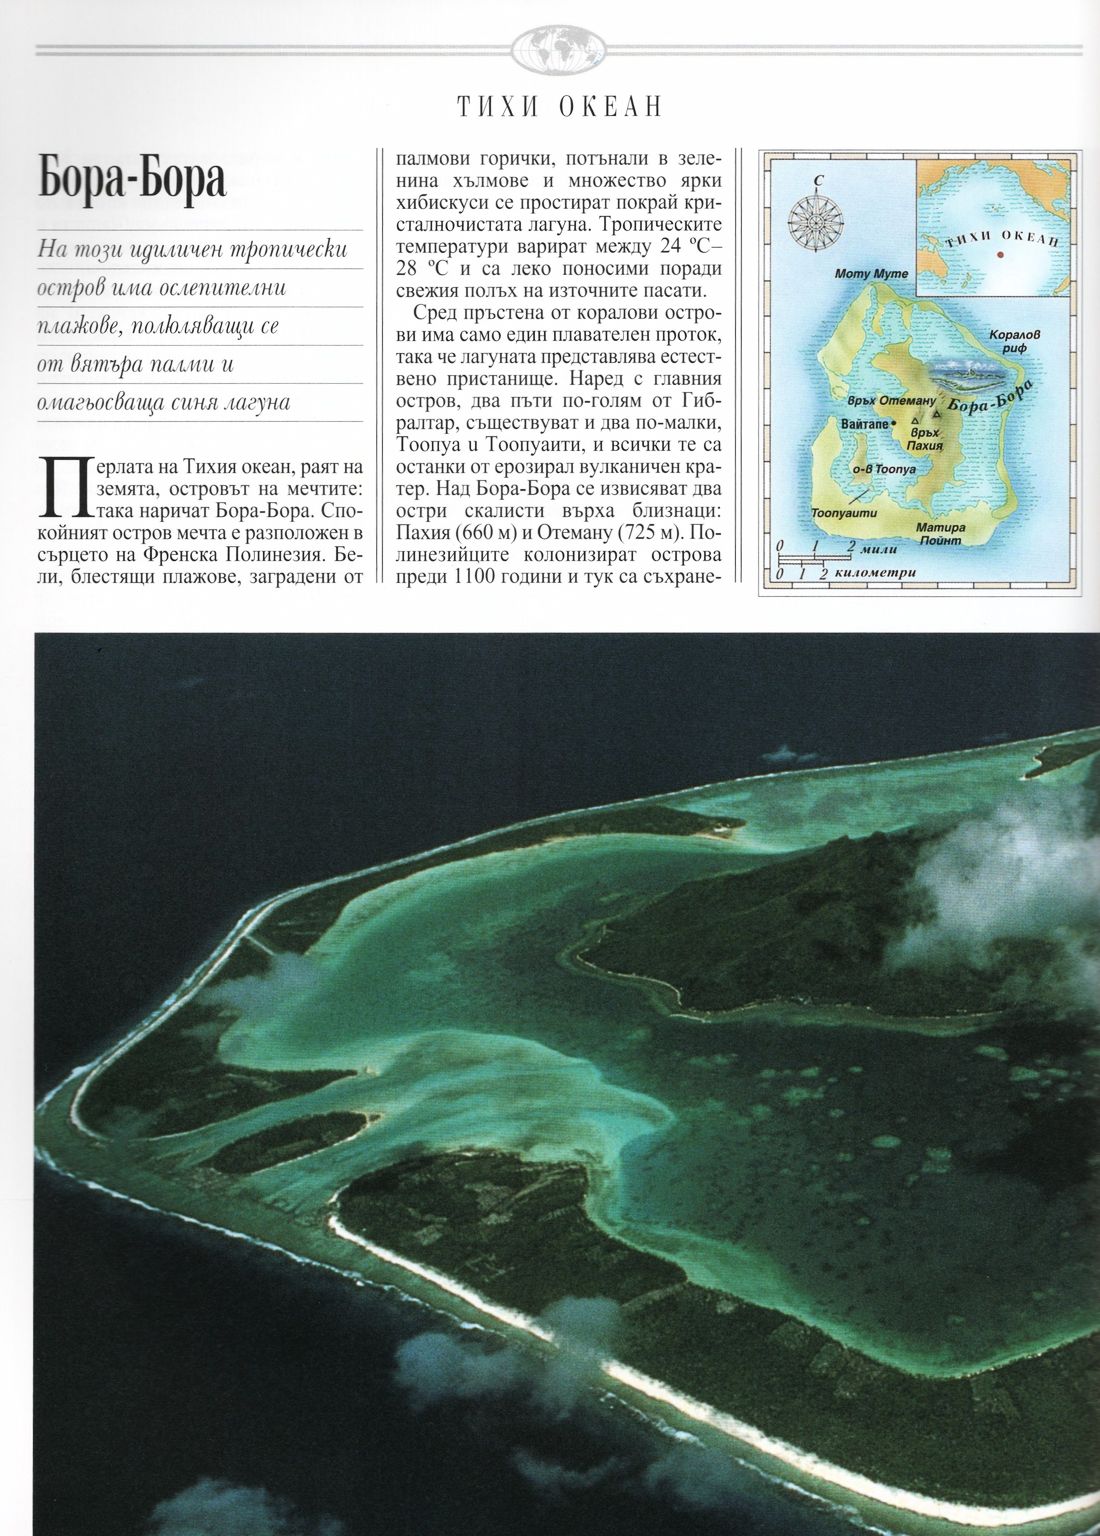 ТИХИ ОКЕАН
Бора-Бора
На този идиличен тропически
остров има ослепителни
плажове, полюляващи се
от вятъра палми и
омагьосваща синя лагуна
Перлата на Тихия океан, раят на
земята, островът на мечтите:
така наричат Бора-Бора. Спо-
койният остров мечта е разположен в
сърцето на Френска Полинезия. Бе-
ли, блестящи плажове, заградени от
палмови горички, потънали в зеле-
нина хълмове и множество ярки
хибискуси се простират покрай кри-
сталночистата лагуна. Тропическите
температури варират между 24 °C–
28 °C и са леко поносими поради
свежия полъх на източните пасати.
Сред пръстена от коралови остро-
ви има само един плавателен проток,
така че лагуната представлява естест-
вено пристанище. Наред с главния
остров, два пъти по-голям от Гиб-
ралтар, съществуват и два по-малки,
Тоопуа и Тоопуаити, и всички те са
останки от ерозирал вулканичен кра-
тер. Над Бора-Бора се извисяват два
остри скалисти върха близнаци:
Пахия (660 м) и Отеману (725 м). По-
линезийците колонизират острова
преди 1100 години и тук са съхране-
С
ТИХИ ОКЕАН
Моту Муте
Коралов
риф
връх Отеману
Бора-Бора
Вайтапе
връх
Пахия
о-в Тоопуа
Тоопуаити
Матира
Пойнт
0 1 2 мили
0 1 2 километри